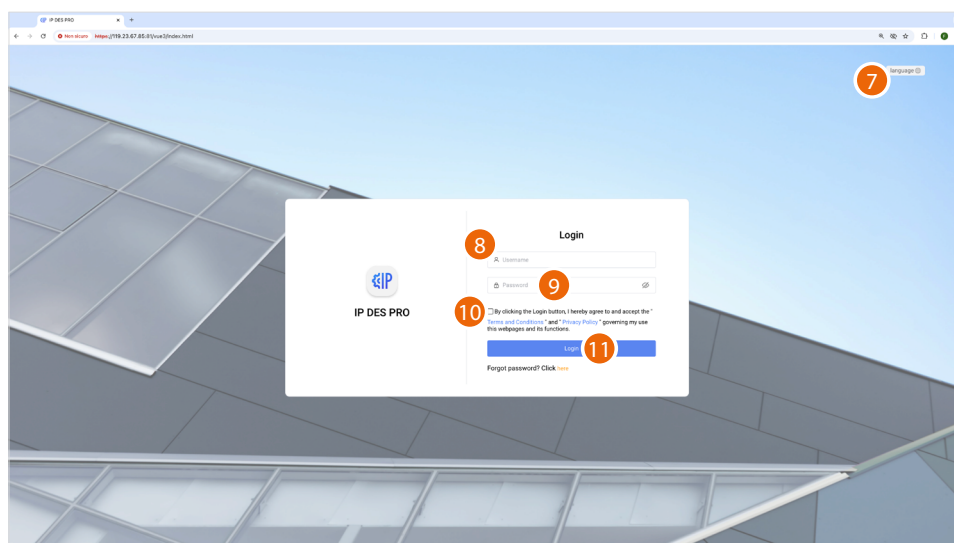 IP DES PRO
Non sicuro https://119.23.67.85:81/vue3/index.html
7
language
Login
8
Username
Password
9
IP
IP DES PRO
10
By clicking the Login button, I hereby agree to and accept the "
Terms and Conditions " and " Privacy Policy " governing my use
this webpages and its functions.
Login
11
Forgot password? Click here.